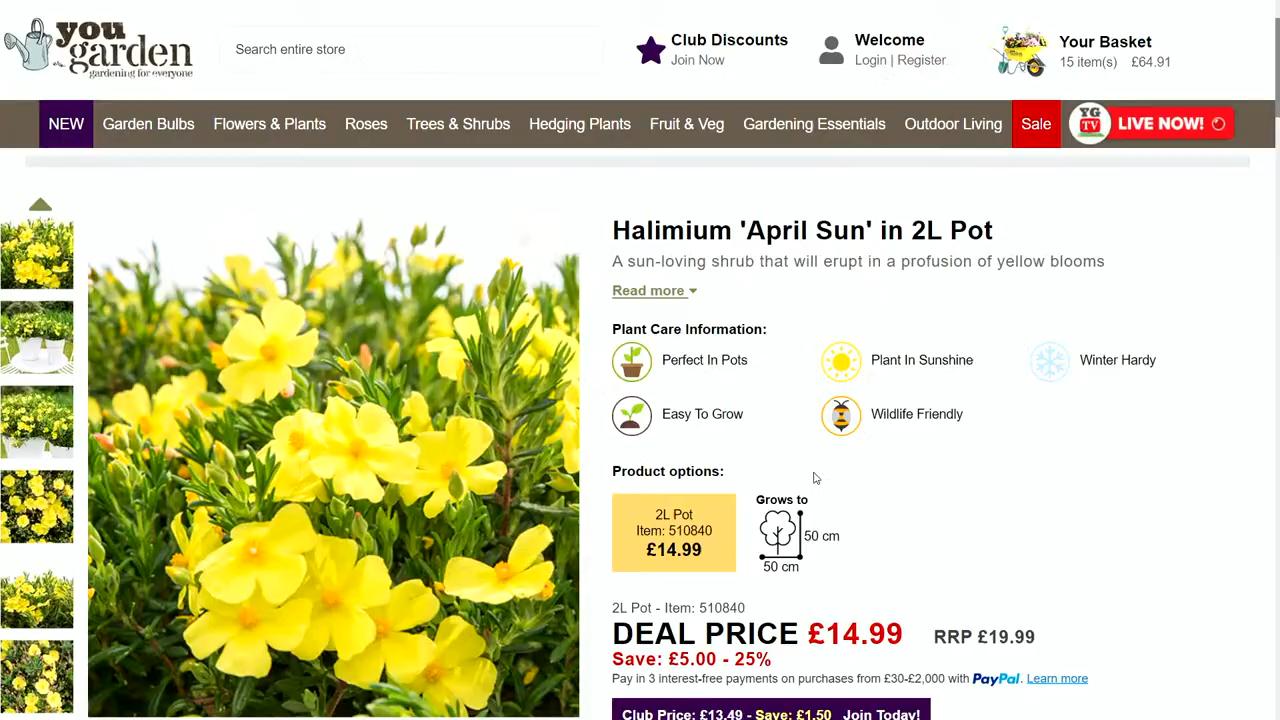 you
garden
gardening for everyone
Search entire store
Club Discounts
Join Now
Welcome
Login | Register
Your Basket
15 item(s) £64.91
NEW Garden Bulbs Flowers & Plants Roses Trees & Shrubs Hedging Plants Fruit & Veg Gardening Essentials Outdoor Living Sale YG TV LIVE NOW!
Halimium 'April Sun' in 2L Pot
A sun-loving shrub that will erupt in a profusion of yellow blooms
Read more
Plant Care Information:
Perfect In Pots Plant In Sunshine Winter Hardy
Easy To Grow Wildlife Friendly
Product options:
2L Pot
Item: 510840
£14.99
Grows to
50 cm
50 cm
2L Pot - Item: 510840
DEAL PRICE £14.99 RRP £19.99
Save: £5.00 - 25%
Pay in 3 interest-free payments on purchases from £30-£2,000 with PayPal. Learn more
Club Price: £13.49 - Save: £1.50 Join Today!